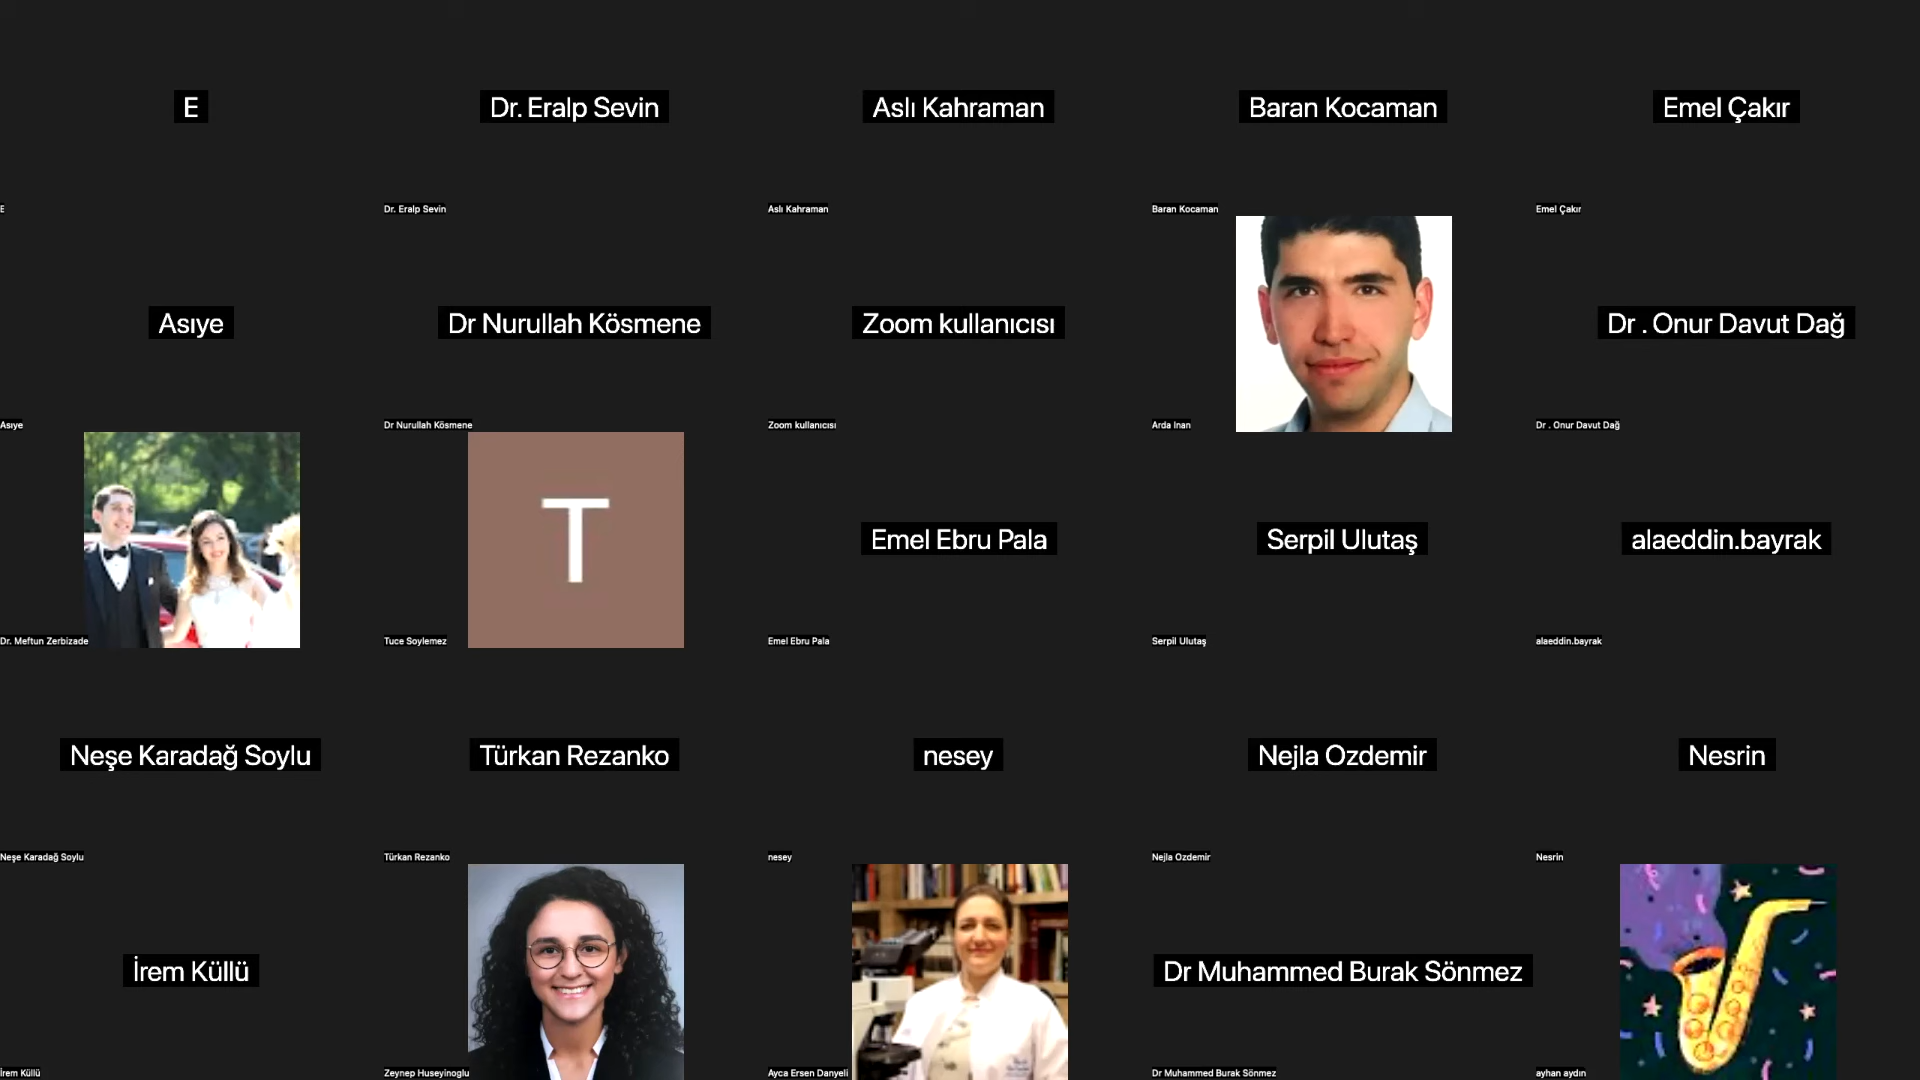 E
Dr. Eralp Sevin
Aslı Kahraman
Baran Kocaman
Emel Çakır
E
Dr. Eralp Sevin
Aslı Kahraman
Baran Kocaman
Emel Çakır
Asıye
Dr Nurullah Kösmene
Zoom kullanıcısı
Dr . Onur Davut Dağ
Asıye
Dr Nurullah Kösmene
Zoom kullanıcısı
Arda Inan
Dr . Onur Davut Dağ
T
Emel Ebru Pala
Serpil Ulutaş
alaeddin.bayrak
Dr. Meftun Zerbizade
Tuce Soylemez
Emel Ebru Pala
Serpil Ulutaş
alaeddin.bayrak
Neşe Karadağ Soylu
Türkan Rezanko
nesey
Nejla Ozdemir
Nesrin
Neşe Karadağ Soylu
Türkan Rezanko
nesey
Nejla Ozdemir
Nesrin
İrem Küllü
Dr Muhammed Burak Sönmez
İrem Küllü
Zeynep Huseyinoglu
Ayca Ersen Danyeli
Dr Muhammed Burak Sönmez
ayhan aydın